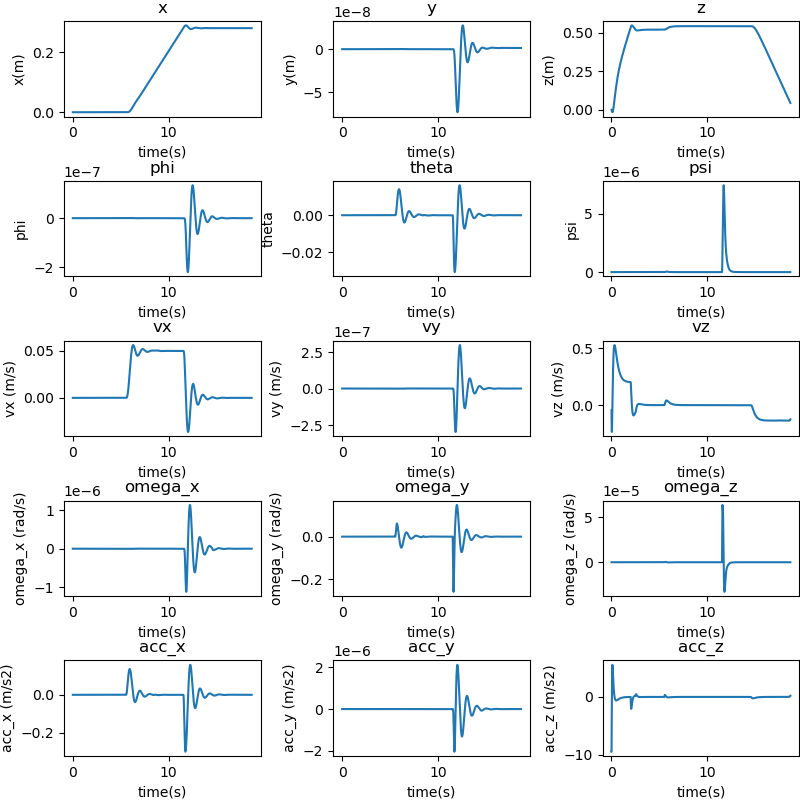 x
y
z
1e−8
x(m)
0.2
0.0
0
10
time(s)
y(m)
0
−5
0
10
time(s)
z(m)
0.50
0.25
0.00
0
10
time(s)
phi
theta
psi
1e−7
phi
0
−2
0
10
time(s)
theta
0.00
−0.02
0
10
time(s)
1e−6
psi
5
0
0
10
time(s)
vx
vy
vz
vx (m/s)
0.05
0.00
0
10
time(s)
1e−7
vy (m/s)
2.5
0.0
−2.5
0
10
time(s)
vz (m/s)
0.5
0.0
0
10
time(s)
omega_x
omega_y
omega_z
1e−6
omega_x (rad/s)
1
0
−1
0
10
time(s)
omega_y (rad/s)
0.0
−0.2
0
10
time(s)
1e−5
omega_z (rad/s)
5
0
0
10
time(s)
acc_x
acc_y
acc_z
acc_x (m/s2)
0.0
−0.2
0
10
time(s)
1e−6
acc_y (m/s2)
2
0
−2
0
10
time(s)
acc_z (m/s2)
0
−10
0
10
time(s)